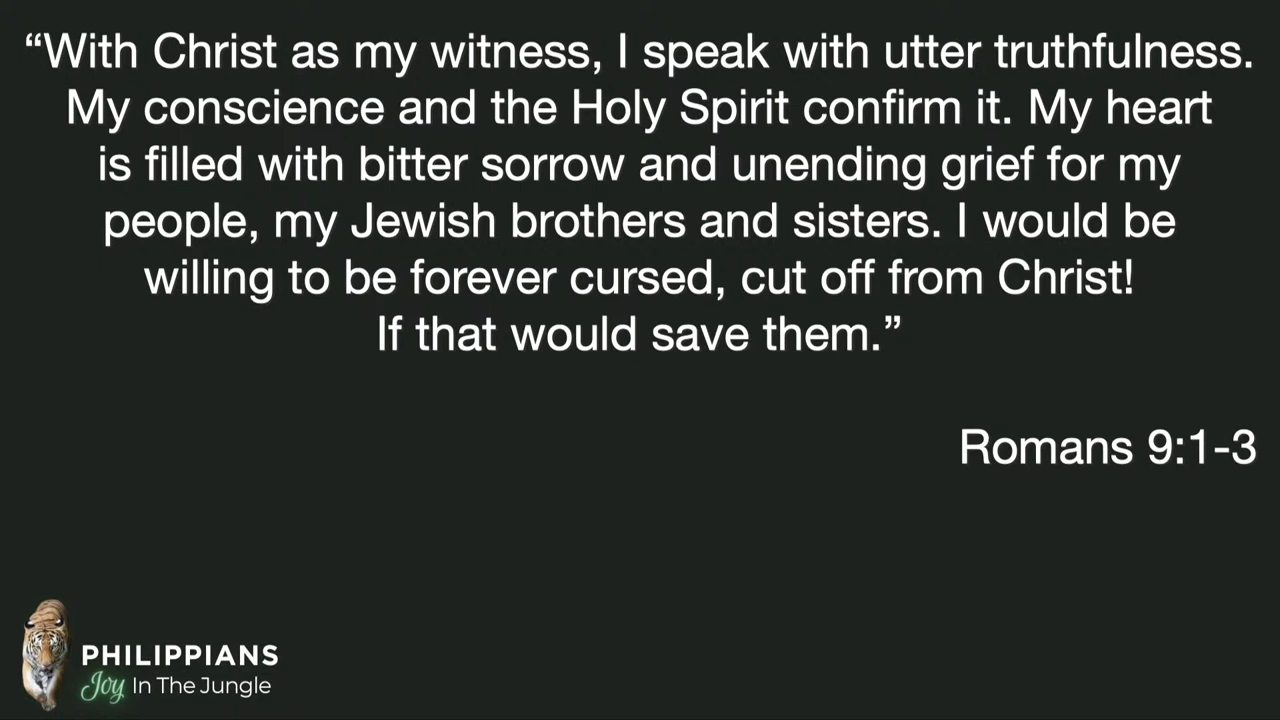 “With Christ as my witness, I speak with utter truthfulness.
My conscience and the Holy Spirit confirm it. My heart
is filled with bitter sorrow and unending grief for my
people, my Jewish brothers and sisters. I would be
willing to be forever cursed, cut off from Christ!
If that would save them.”
Romans 9:1-3
PHILIPPIANS
Joy In The Jungle